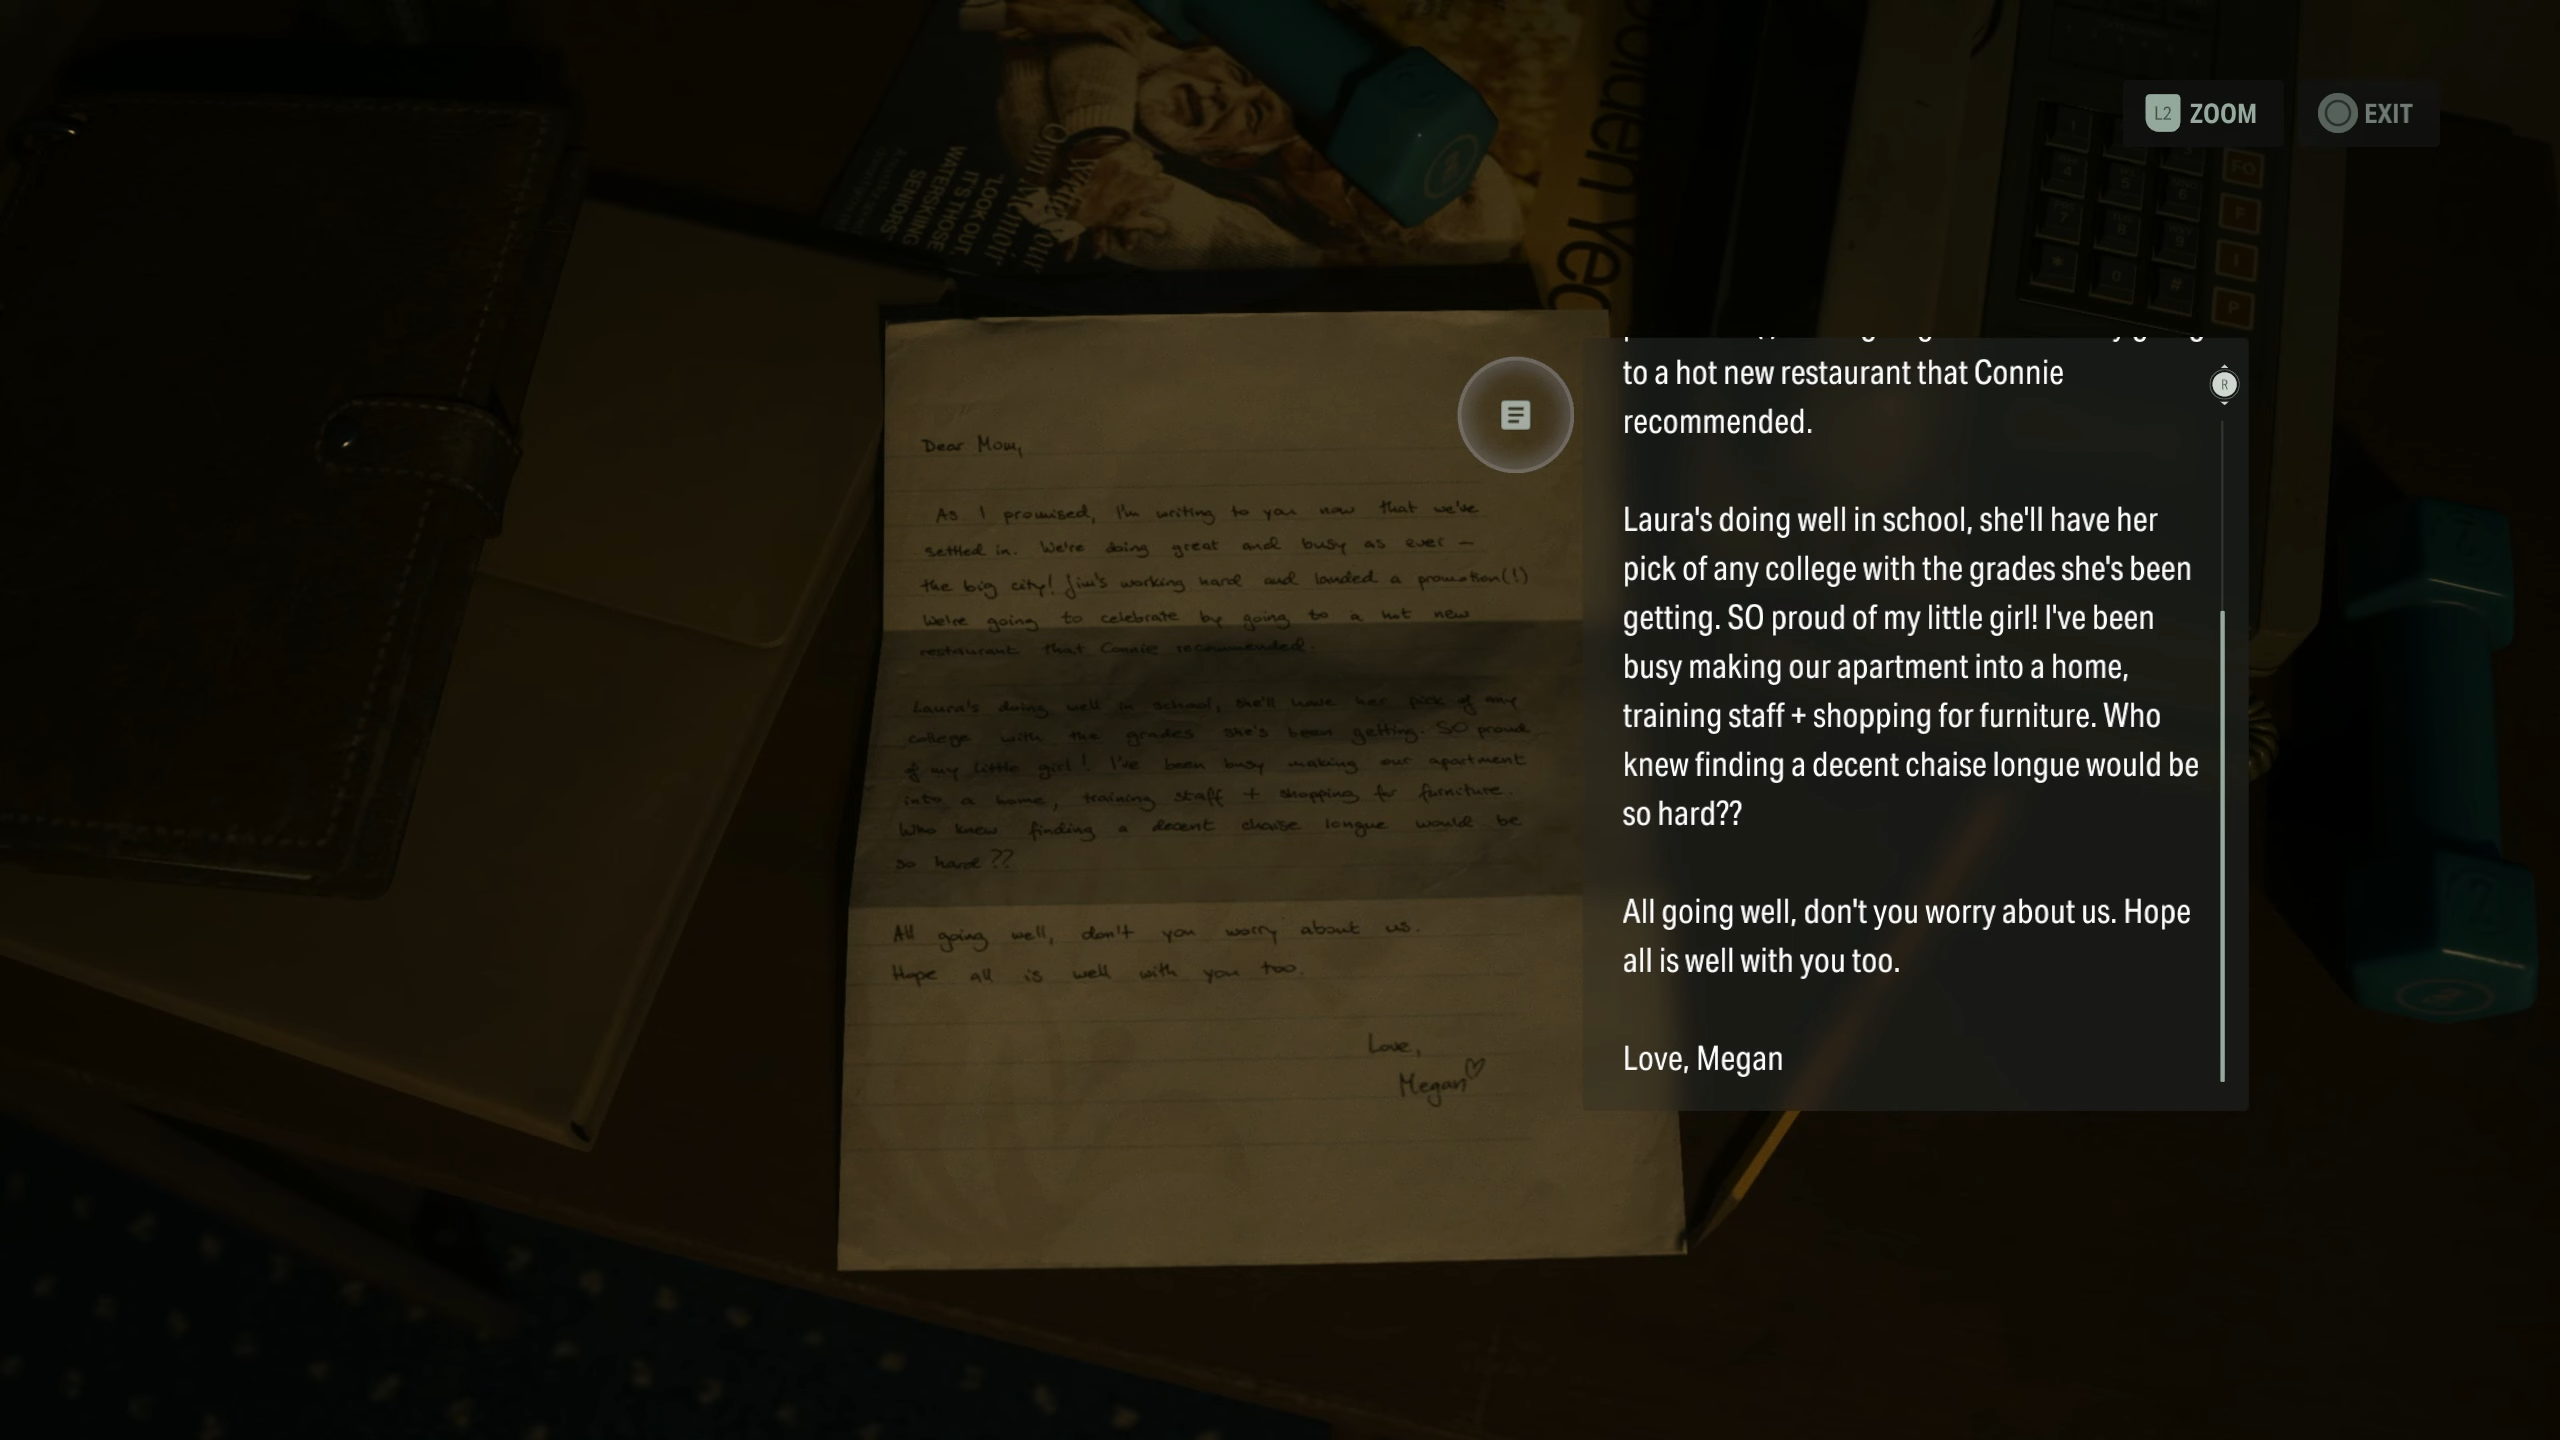 L2 ZOOM
EXIT
WATERSKIING
SENIORS"
"LOOK OUT,
IT'S THOSE
Dear Mom,
As I promised, I'm writing to you now that we've
settled in. We're doing great and busy as ever —
the big city! Jim's working hard and landed a promotion(!)
We're going to celebrate by going to a hot new
restaurant that Connie recommended.
Laura's doing well in school, she'll have her pick of any
college with the grades she's been getting. SO proud
of my little girl! I've been busy making our apartment
into a home, training staff + shopping for furniture.
Who knew finding a decent chaise longue would be
so hard??
All going well, don't you worry about us.
Hope all is well with you too.
Love,
Megan♡
R
to a hot new restaurant that Connie
recommended.
Laura's doing well in school, she'll have her
pick of any college with the grades she's been
getting. SO proud of my little girl! I've been
busy making our apartment into a home,
training staff + shopping for furniture. Who
knew finding a decent chaise longue would be
so hard??
All going well, don't you worry about us. Hope
all is well with you too.
Love, Megan